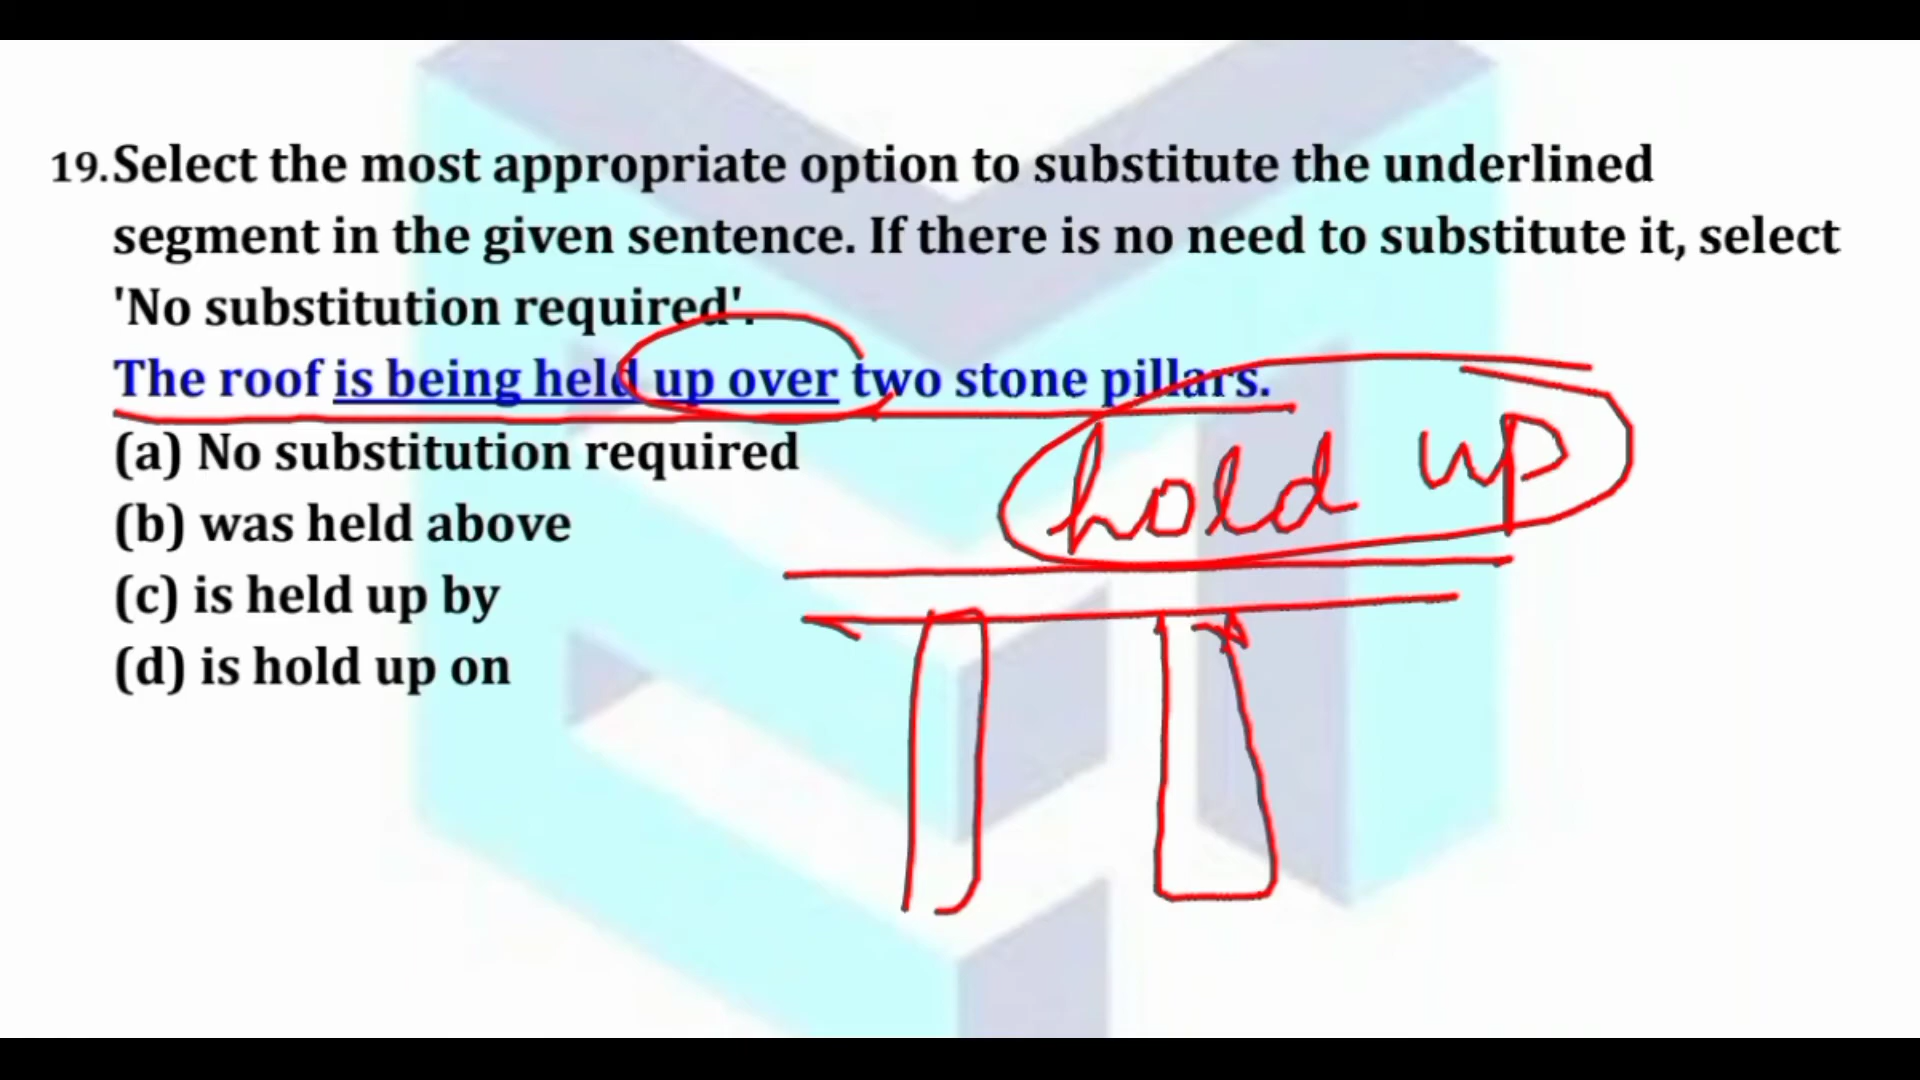 19.Select the most appropriate option to substitute the underlined
segment in the given sentence. If there is no need to substitute it, select
'No substitution required'.
The roof is being held up over two stone pillars.
(a) No substitution required
hold up
(b) was held above
(c) is held up by
(d) is hold up on